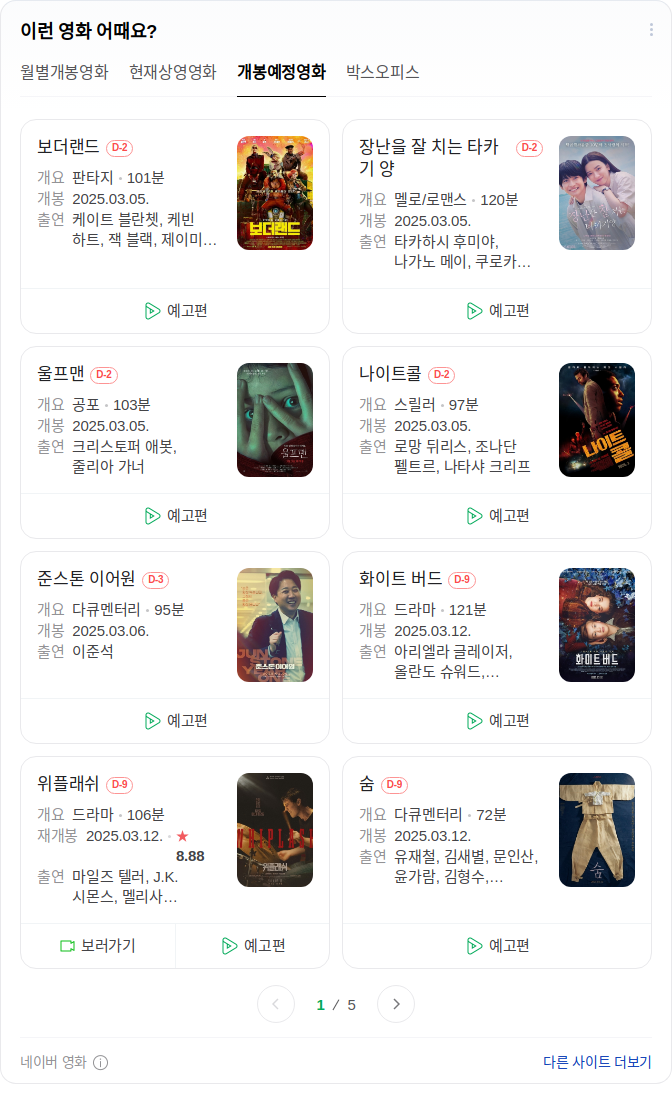 이런 영화 어때요?
월별개봉영화 현재상영영화 개봉예정영화 박스오피스
보더랜드 D-2
개요 판타지 · 101분
개봉 2025.03.05.
출연 케이트 블란쳇, 케빈
하트, 잭 블랙, 제이미...
보더랜드
예고편
장난을 잘 치는 타카 D-2
기 양
개요 멜로/로맨스 · 120분
개봉 2025.03.05.
출연 타카하시 후미야,
나가노 메이, 쿠로카...
예고편
울프맨 D-2
개요 공포 · 103분
개봉 2025.03.05.
출연 크리스토퍼 애봇,
줄리아 가너
울프맨
예고편
나이트콜 D-2
개요 스릴러 · 97분
개봉 2025.03.05.
출연 로망 뒤리스, 조나단
펠트르, 나타샤 크리프
나이트
콜
예고편
준스톤 이어원 D-3
개요 다큐멘터리 · 95분
개봉 2025.03.06.
출연 이준석
준스톤 이어원
예고편
화이트 버드 D-9
개요 드라마 · 121분
개봉 2025.03.12.
출연 아리엘라 글레이저,
올란도 슈워드,...
화이트 버드
예고편
위플래쉬 D-9
개요 드라마 · 106분
재개봉 2025.03.12. · ★
8.88
출연 마일즈 텔러, J.K.
시몬스, 멜리사...
WHIPLASH
위플래쉬
보러가기 예고편
숨 D-9
개요 다큐멘터리 · 72분
개봉 2025.03.12.
출연 유재철, 김새별, 문인산,
윤가람, 김형수,...
숨
예고편
1 / 5
네이버 영화
다른 사이트 더보기